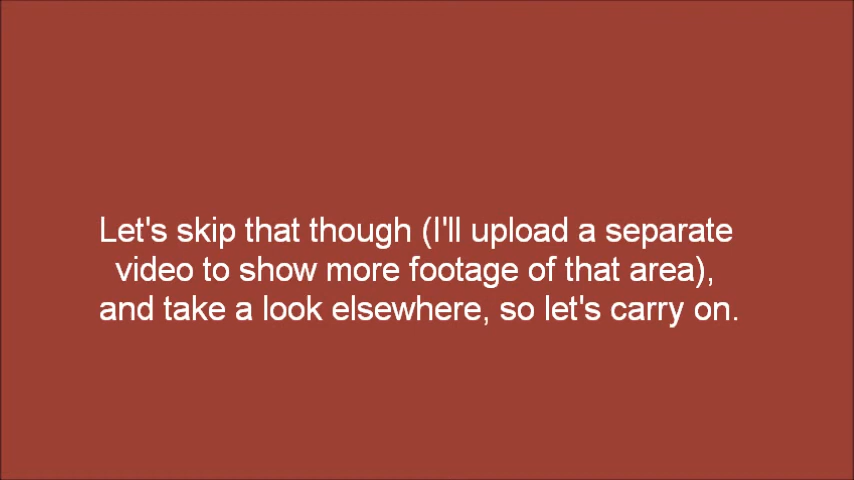 Let's skip that though (I'll upload a separate
video to show more footage of that area),
and take a look elsewhere, so let's carry on.